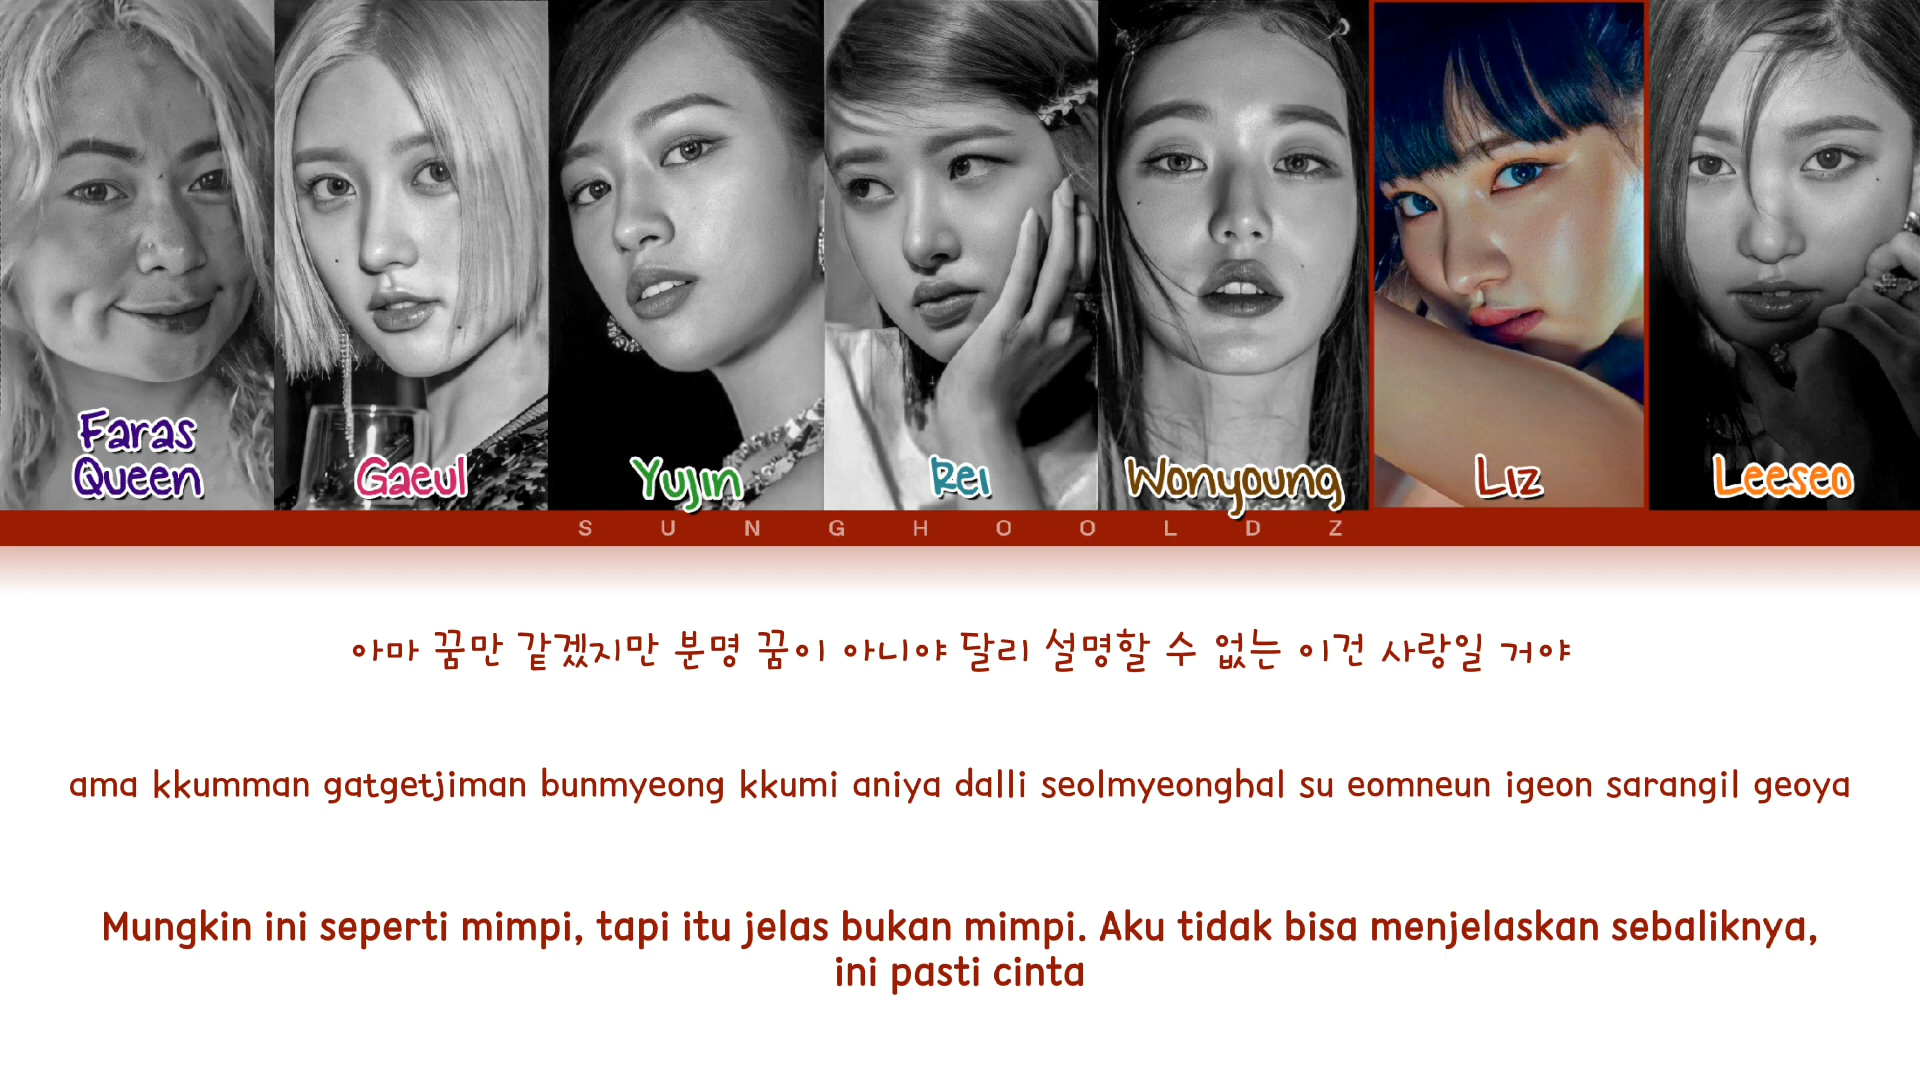 Faras
Queen
Gaeul
Yujin
Rei
Wonyoung
Liz
Leeseo
SUNGHOOLDZ
아마 꿈만 같겠지만 분명 꿈이 아니야 달리 설명할 수 없는 이건 사랑일 거야
ama kkumman gatgetjiman bunmyeong kkumi aniya dalli seolmyeonghal su eomneun igeon sarangil geoya
Mungkin ini seperti mimpi, tapi itu jelas bukan mimpi. Aku tidak bisa menjelaskan sebaliknya,
ini pasti cinta